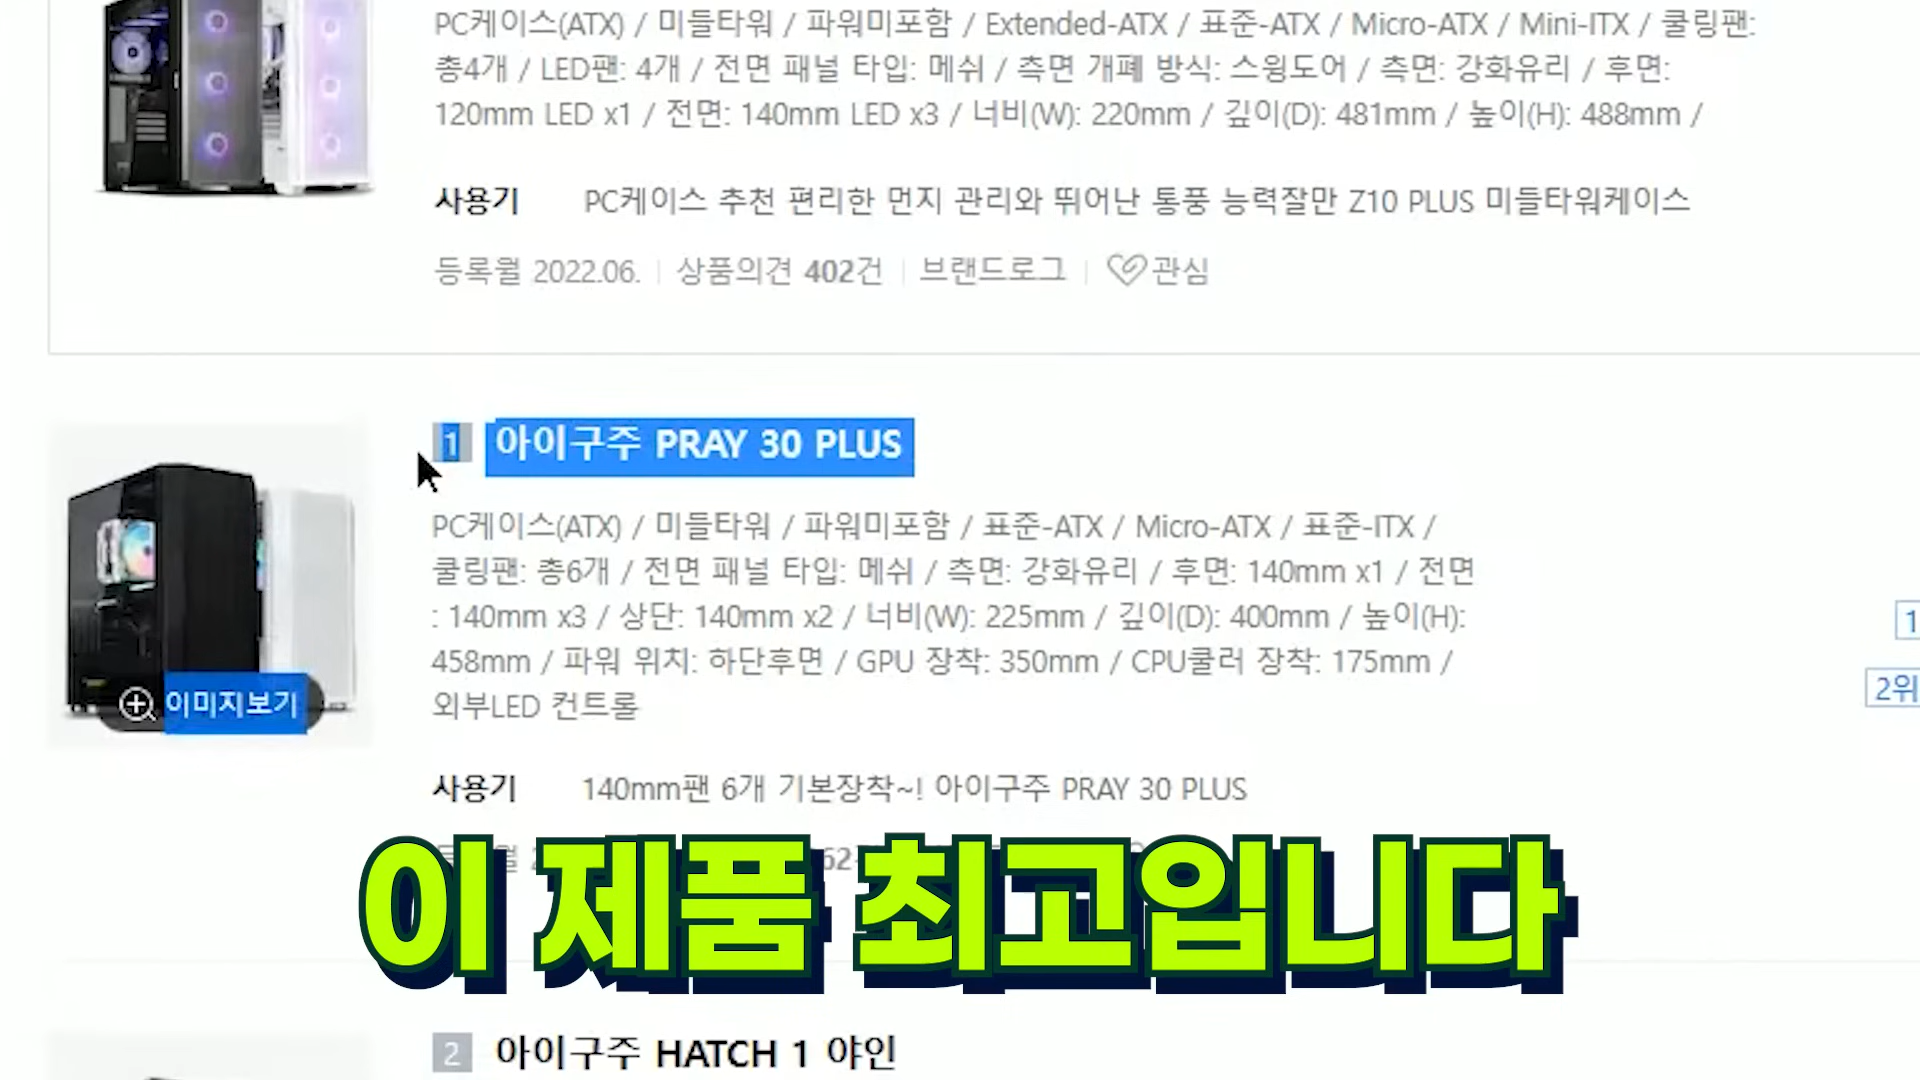 PC케이스(ATX) / 미들타워 / 파워미포함 / Extended-ATX / 표준-ATX / Micro-ATX / Mini-ITX / 쿨링팬:
총4개 / LED팬: 4개 / 전면 패널 타입: 메쉬 / 측면 개폐 방식: 스윙도어 / 측면: 강화유리 / 후면:
120mm LED x1 / 전면: 140mm LED x3 / 너비(W): 220mm / 깊이(D): 481mm / 높이(H): 488mm /
사용기 PC케이스 추천 편리한 먼지 관리와 뛰어난 통풍 능력잘만 Z10 PLUS 미들타워케이스
등록월 2022.06. 상품의견 402건 브랜드로그 관심
1 아이구주 PRAY 30 PLUS
PC케이스(ATX) / 미들타워 / 파워미포함 / 표준-ATX / Micro-ATX / 표준-ITX /
쿨링팬: 총6개 / 전면 패널 타입: 메쉬 / 측면: 강화유리 / 후면: 140mm x1 / 전면
: 140mm x3 / 상단: 140mm x2 / 너비(W): 225mm / 깊이(D): 400mm / 높이(H):
458mm / 파워 위치: 하단후면 / GPU 장착: 350mm / CPU쿨러 장착: 175mm /
외부LED 컨트롤
이미지보기
1
2위
사용기 140mm팬 6개 기본장착~! 아이구주 PRAY 30 PLUS
이 제품 최고입니다
2 아이구주 HATCH 1 야인